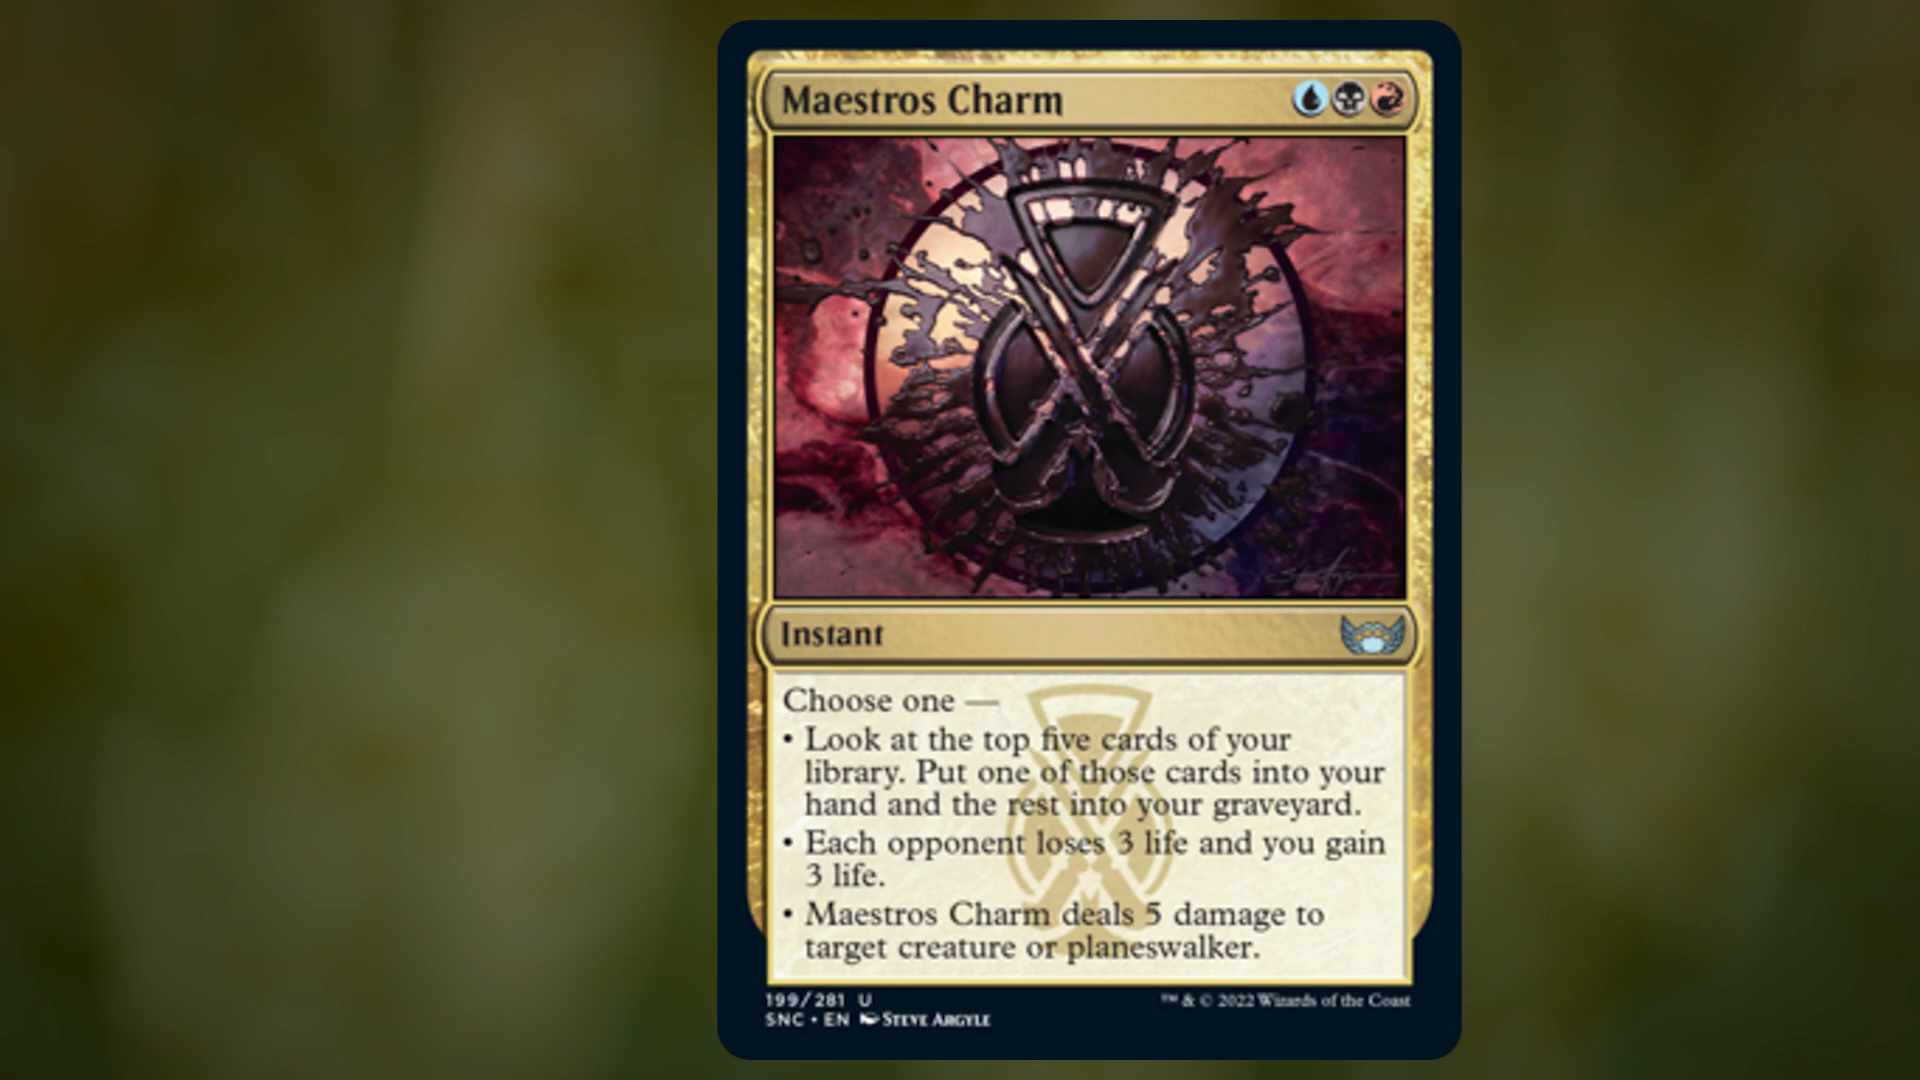 Maestros Charm
Instant
Choose one —
• Look at the top five cards of your
library. Put one of those cards into your
hand and the rest into your graveyard.
• Each opponent loses 3 life and you gain
3 life.
• Maestros Charm deals 5 damage to
target creature or planeswalker.
199/281 U
™ & © 2022 Wizards of the Coast
SNC • EN STEVE ARGYLE